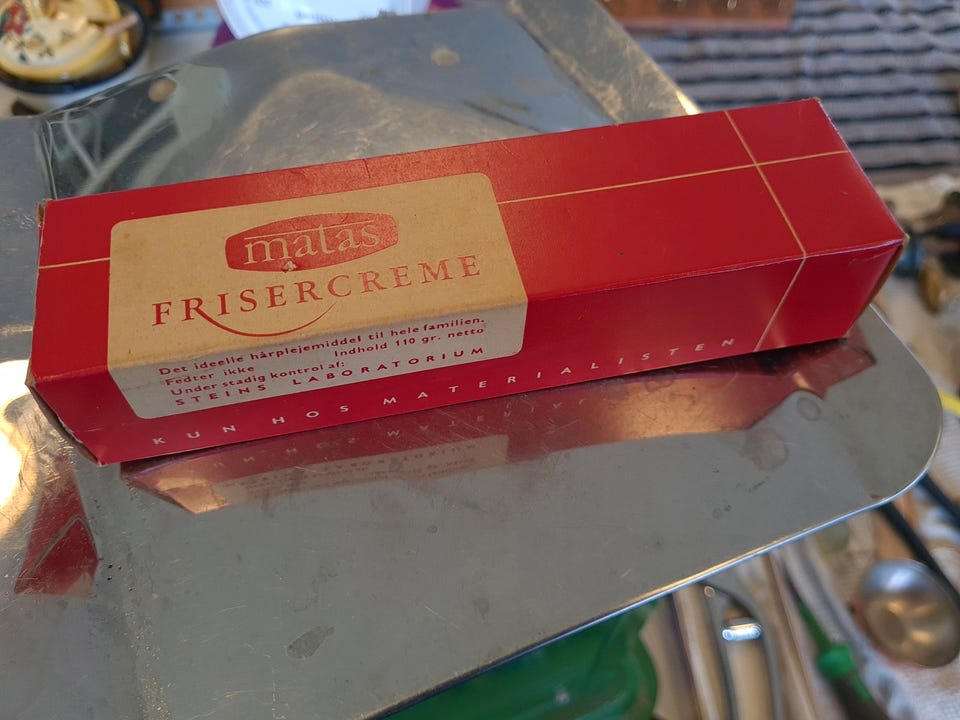 matas
FRISERCREME
Det ideelle hårplejemiddel til hele familien.
Fedter ikke Indhold 110 gr. netto
Under stadig kontrol af:
STEINS LABORATORIUM
KUN HOS MATERIALISTEN